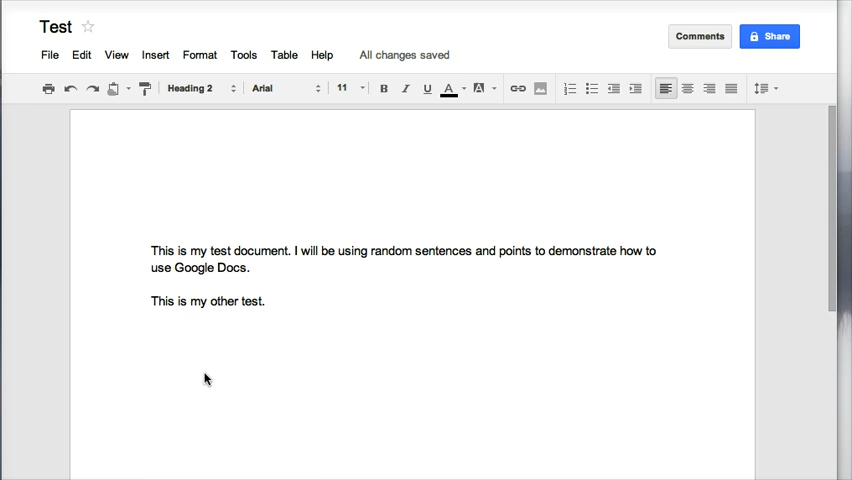 Test
Comments
Share
File Edit View Insert Format Tools Table Help All changes saved
Heading 2 Arial 11 B I U A A
This is my test document. I will be using random sentences and points to demonstrate how to
use Google Docs.
This is my other test.